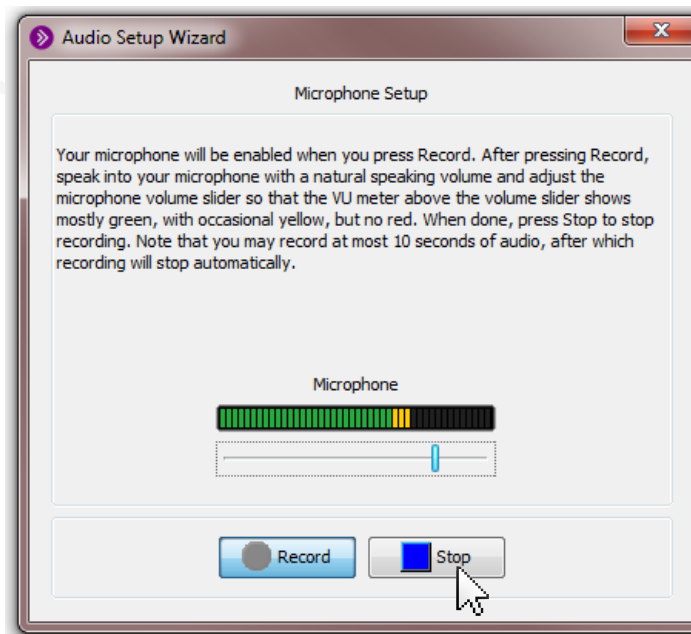 Audio Setup Wizard
Microphone Setup
Your microphone will be enabled when you press Record. After pressing Record,
speak into your microphone with a natural speaking volume and adjust the
microphone volume slider so that the VU meter above the volume slider shows
mostly green, with occasional yellow, but no red. When done, press Stop to stop
recording. Note that you may record at most 10 seconds of audio, after which
recording will stop automatically.
Microphone
Record
Stop